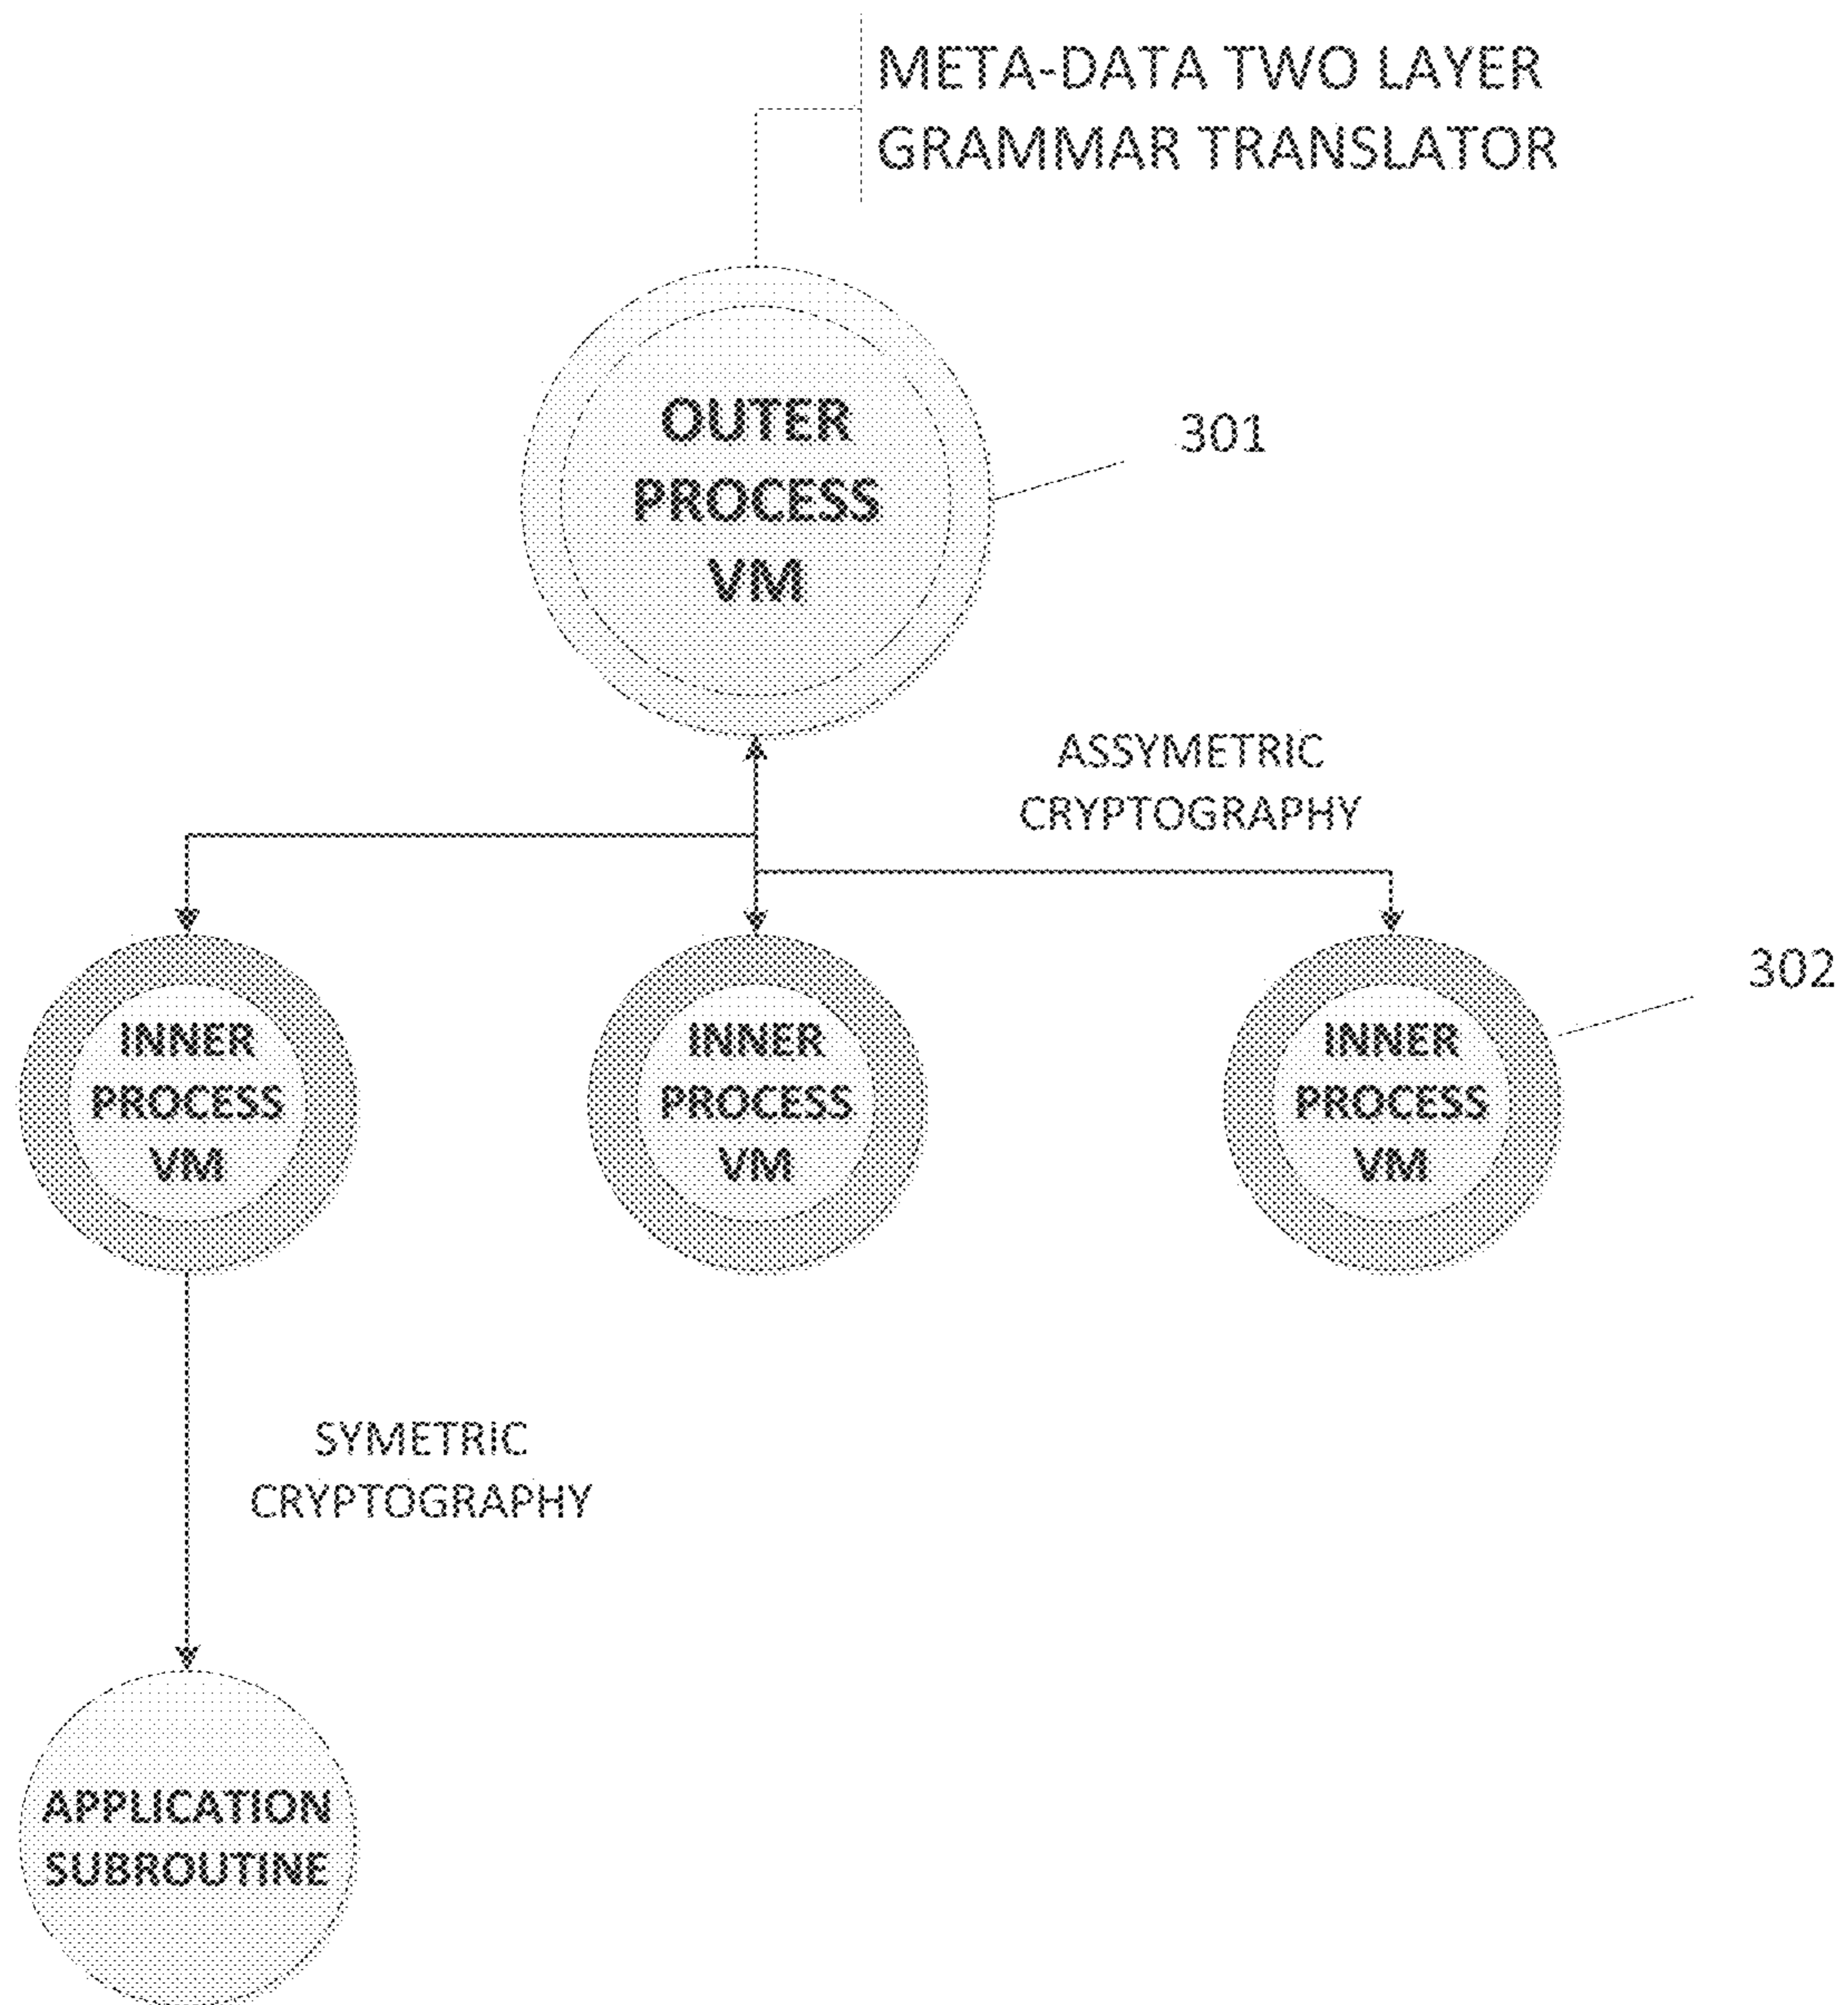 META-DATA TWO LAYER
GRAMMAR TRANSLATOR
OUTER
PROCESS
VM
301
ASSYMETRIC
CRYPTOGRAPHY
302
INNER
PROCESS
VM
INNER
PROCESS
VM
INNER
PROCESS
VM
SYMETRIC
CRYPTOGRAPHY
APPLICATION
SUBROUTINE